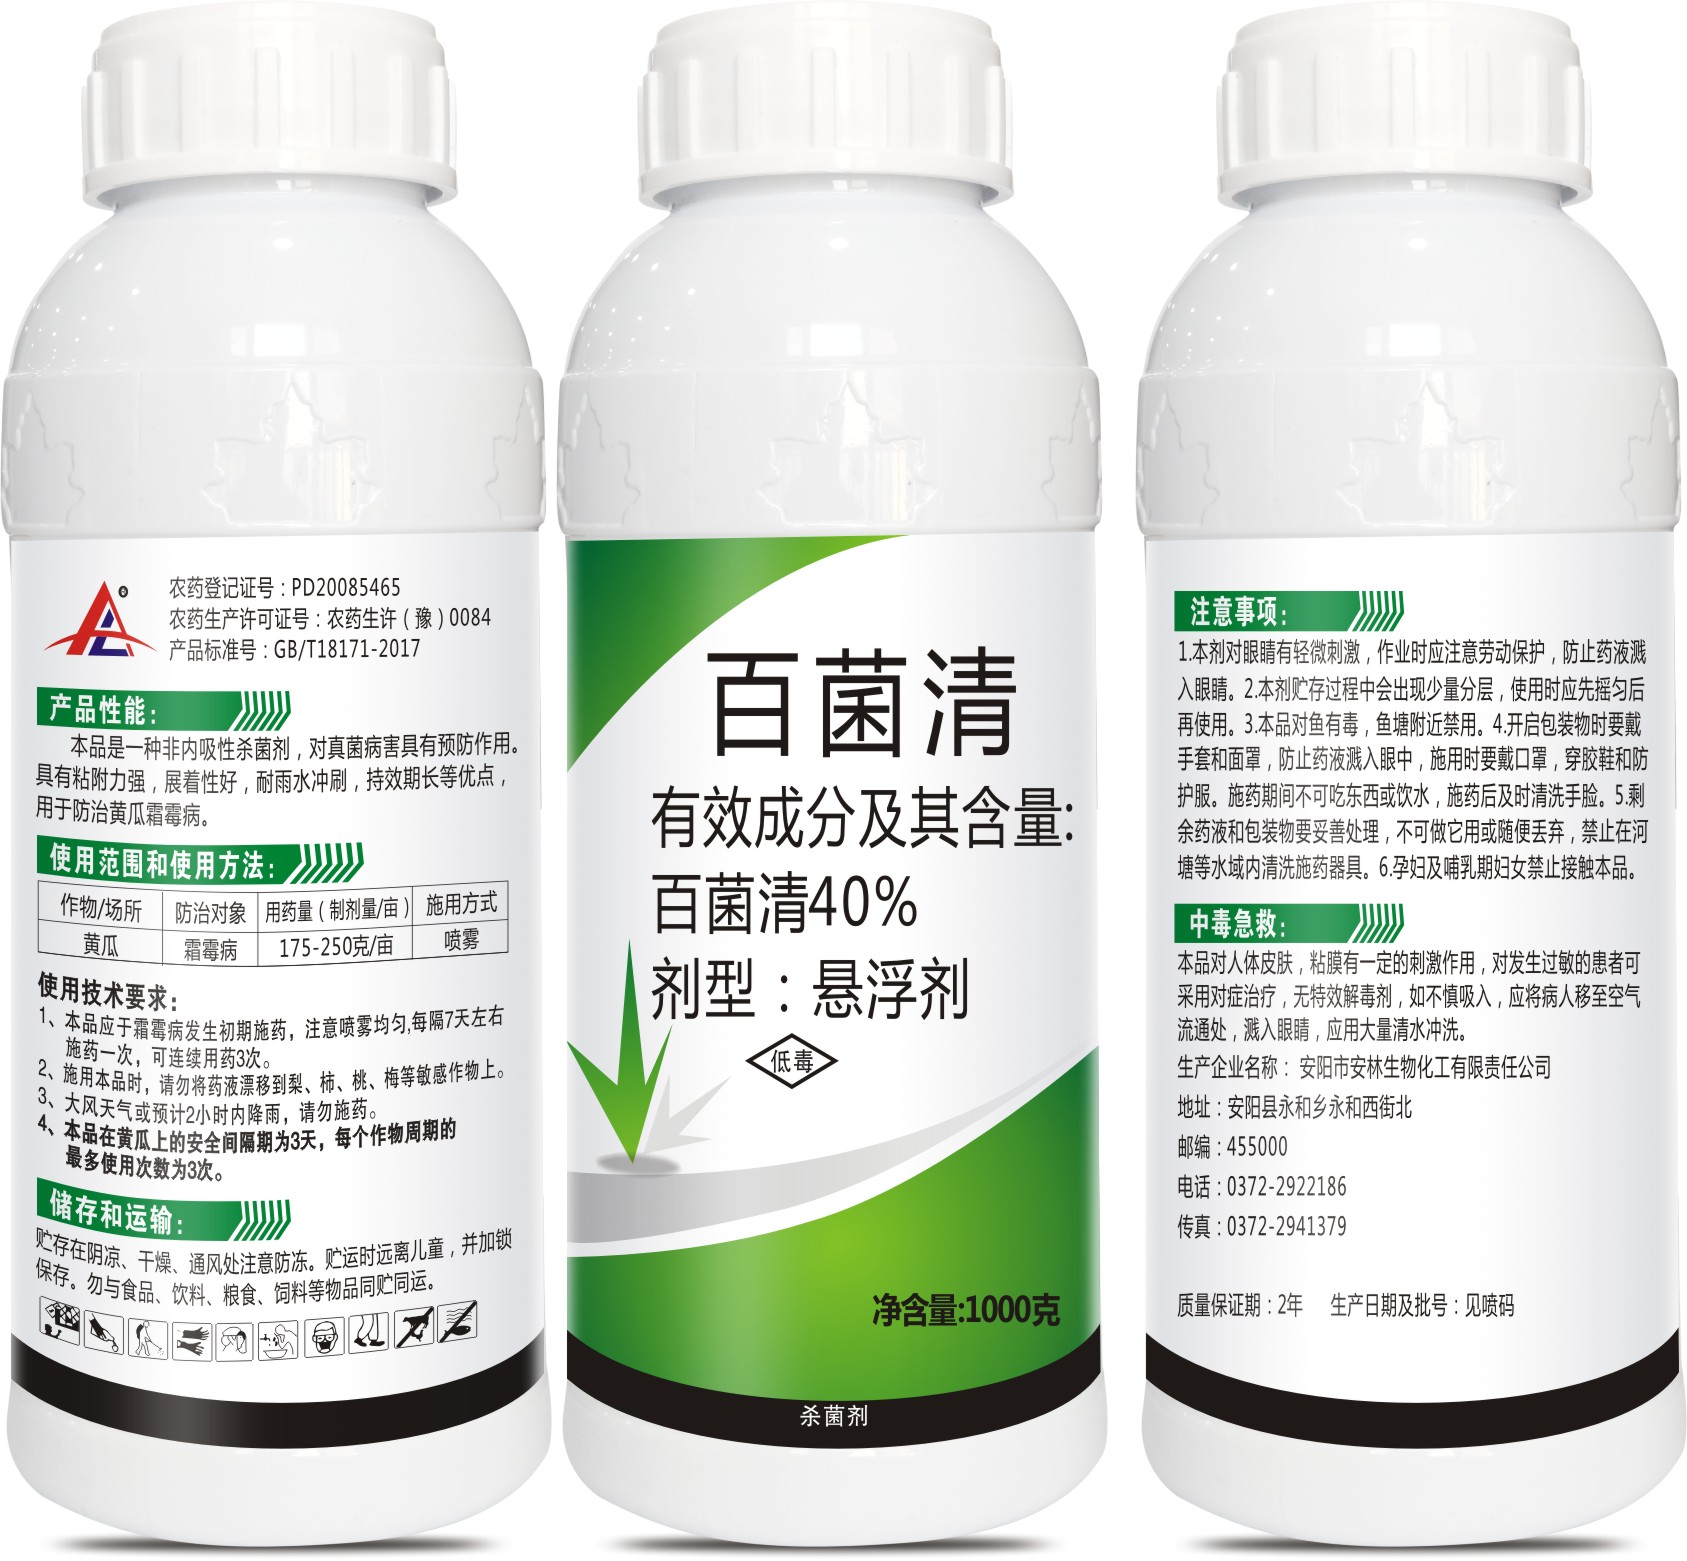 农药登记证号：PD20085465
农药生产许可证号：农药生许（豫）0084
产品标准号：GB/T18171-2017
产品性能：
本品是一种非内吸性杀菌剂，对真菌病害具有预防作用。
具有粘附力强，展着性好，耐雨水冲刷，持效期长等优点，
用于防治黄瓜霜霉病。
使用范围和使用方法：
作物/场所 防治对象 用药量（制剂量/亩） 施用方式
黄瓜 霜霉病 175-250克/亩 喷雾
使用技术要求：
1、本品应于霜霉病发生初期施药，注意喷雾均匀,每隔7天左右
施药一次，可连续用药3次。
2、施用本品时，请勿将药液漂移到梨、柿、桃、梅等敏感作物上。
3、大风天气或预计2小时内降雨，请勿施药。
4、本品在黄瓜上的安全间隔期为3天，每个作物周期的
最多使用次数为3次。
储存和运输：
贮存在阴凉、干燥、通风处注意防冻。贮运时远离儿童，并加锁
保存。勿与食品、饮料、粮食、饲料等物品同贮同运。
百菌清
有效成分及其含量:
百菌清40%
剂型：悬浮剂
低毒
净含量:1000克
杀菌剂
注意事项：
1.本剂对眼睛有轻微刺激，作业时应注意劳动保护，防止药液溅
入眼睛。2.本剂贮存过程中会出现少量分层，使用时应先摇匀后
再使用。3.本品对鱼有毒，鱼塘附近禁用。4.开启包装物时要戴
手套和面罩，防止药液溅入眼中，施用时要戴口罩，穿胶鞋和防
护服。施药期间不可吃东西或饮水，施药后及时清洗手脸。5.剩
余药液和包装物要妥善处理，不可做它用或随便丢弃，禁止在河
塘等水域内清洗施药器具。6.孕妇及哺乳期妇女禁止接触本品。
中毒急救：
本品对人体皮肤，粘膜有一定的刺激作用，对发生过敏的患者可
采用对症治疗，无特效解毒剂，如不慎吸入，应将病人移至空气
流通处，溅入眼睛，应用大量清水冲洗。
生产企业名称：安阳市安林生物化工有限责任公司
地址：安阳县永和乡永和西街北
邮编：455000
电话：0372-2922186
传真：0372-2941379
质量保证期：2年 生产日期及批号：见喷码